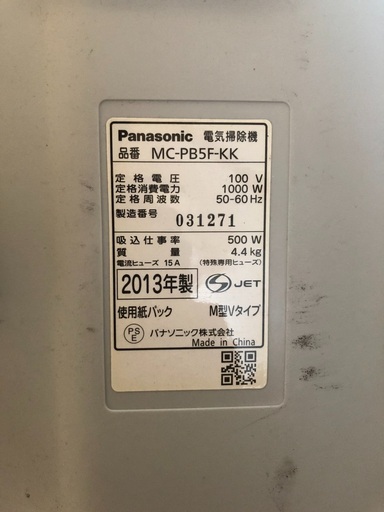 Panasonic 電気掃除機
品番 MC-PB5F-KK
定格電圧 100 V
定格消費電力 1000 W
定格周波数 50-60 Hz
製造番号 031271
吸込仕事率 500 W
質量 4.4 kg
電流ヒューズ 15 A (特殊専用ヒューズ)
2013年製 S JET
使用紙パック M型Vタイプ
PS E パナソニック株式会社
Made in China